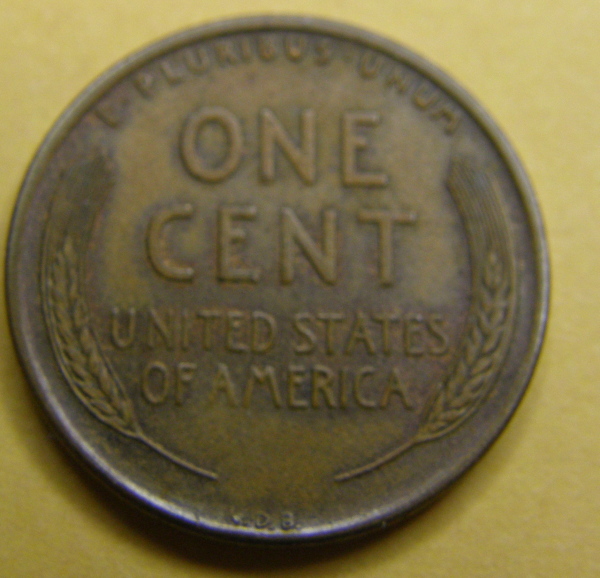 E · PLURIBUS · UNUM
ONE
CENT
UNITED STATES
OF AMERICA
V.D.B.